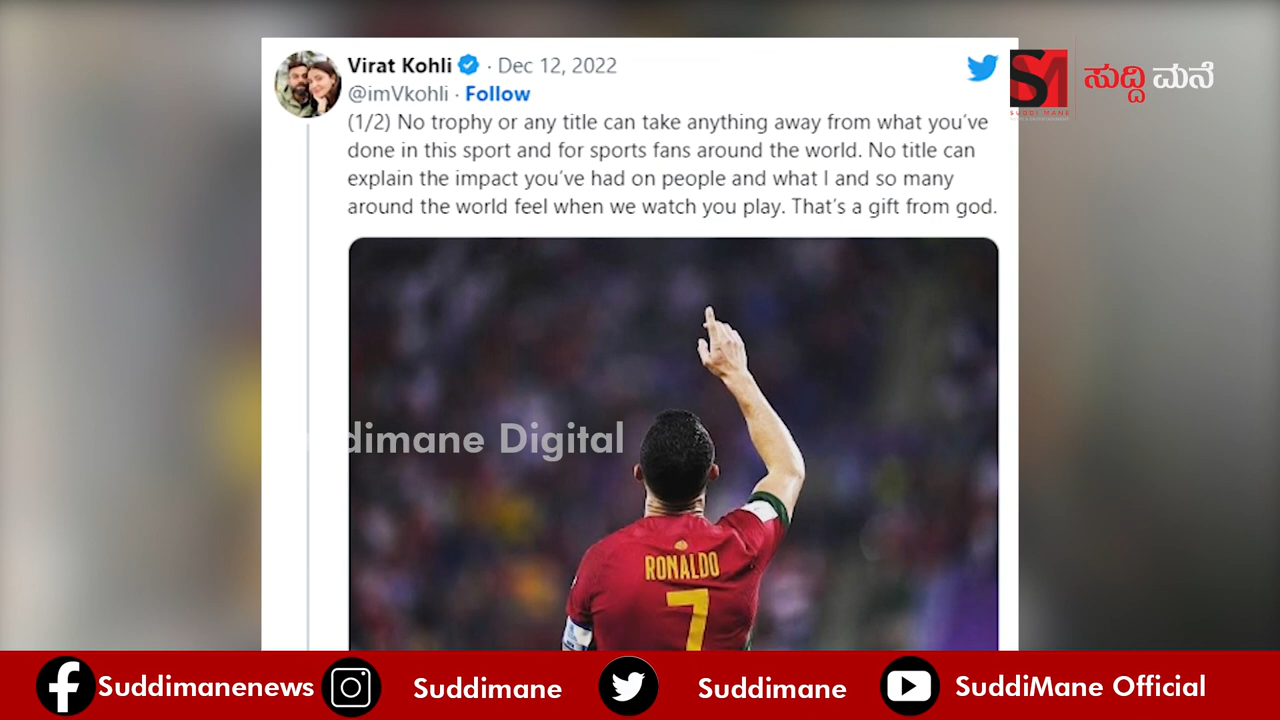 Virat Kohli · Dec 12, 2022
@imVkohli · Follow
(1/2) No trophy or any title can take anything away from what you've
done in this sport and for sports fans around the world. No title can
explain the impact you've had on people and what I and so many
around the world feel when we watch you play. That's a gift from god.
SM
SUDDI MANE
ಸುದ್ದಿ ಮನೆ
dimane Digital
RONALDO
7
Suddimanenews
Suddimane
Suddimane
SuddiMane Official